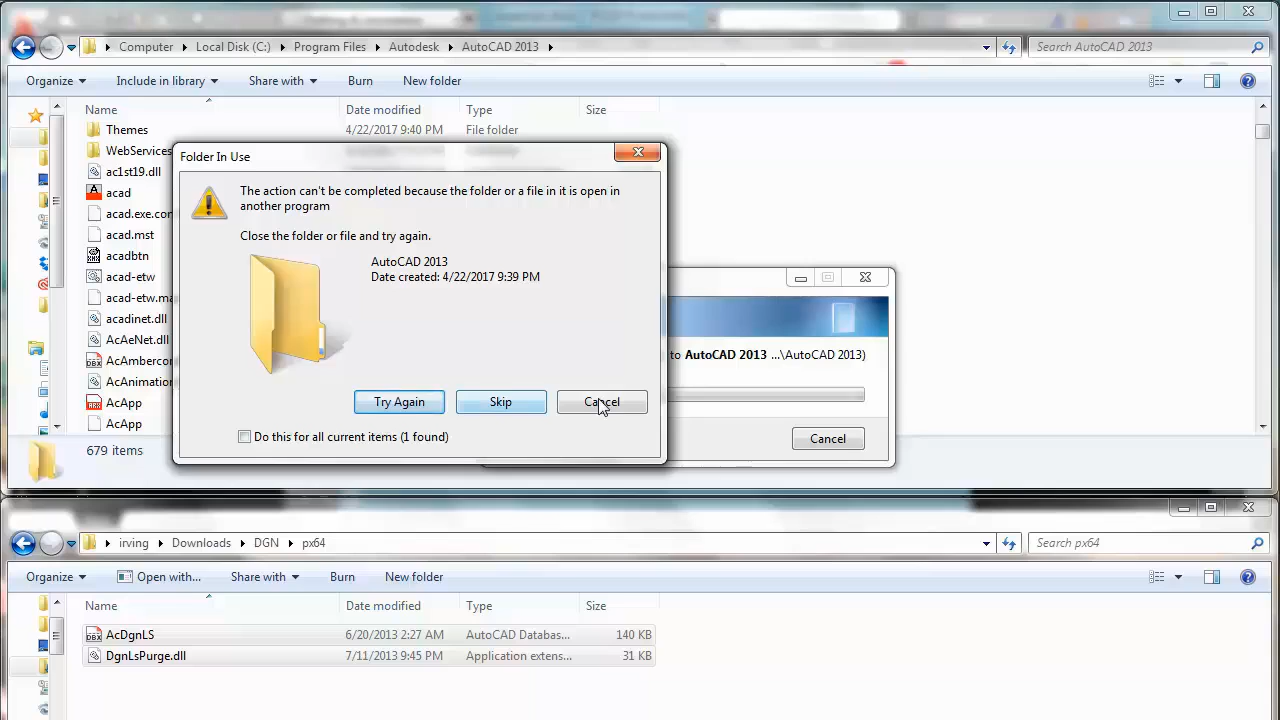 Computer Local Disk (C:) Program Files Autodesk AutoCAD 2013 Search AutoCAD 2013
Organize Include in library Share with Burn New folder
Name Date modified Type Size
Themes 4/22/2017 9:40 PM File folder
WebServices
ac1st19.dll
acad
acad.exe.con
acad.mst
acadbtn
acad-etw
acad-etw.ma
acadinet.dll
AcAeNet.dll
AcAmbercor
AcAnimation
AcApp
AcApp
679 items
Folder In Use
The action can't be completed because the folder or a file in it is open in
another program
Close the folder or file and try again.
AutoCAD 2013
Date created: 4/22/2017 9:39 PM
Try Again Skip Cancel
Do this for all current items (1 found)
to AutoCAD 2013 ...\AutoCAD 2013)
Cancel
irving Downloads DGN px64 Search px64
Organize Open with... Share with Burn New folder
Name Date modified Type Size
AcDgnLS 6/20/2013 2:27 AM AutoCAD Databas... 140 KB
DgnLsPurge.dll 7/11/2013 9:45 PM Application extens... 31 KB